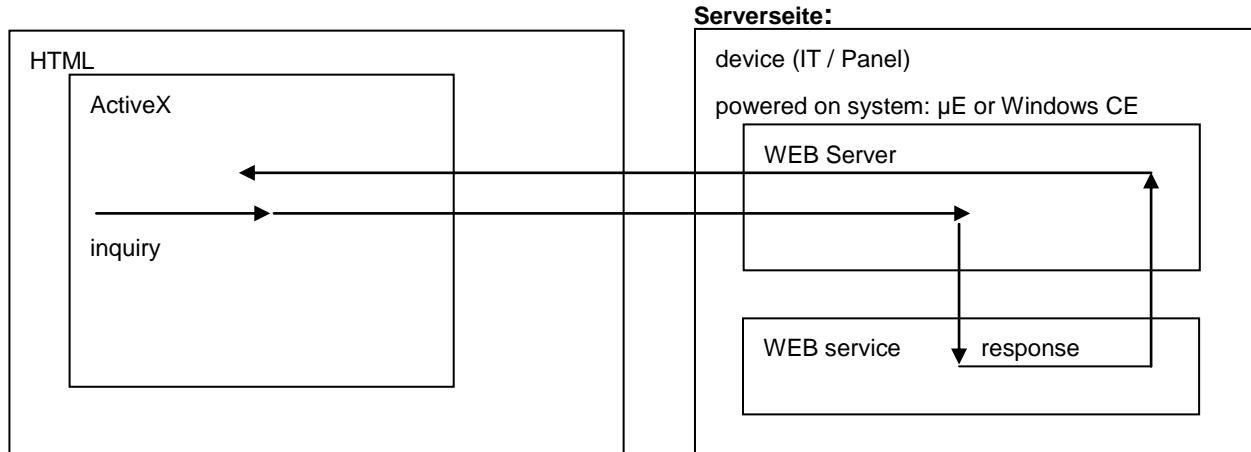 Serverseite:
HTML
ActiveX
inquiry
device (IT / Panel)
powered on system: µE or Windows CE
WEB Server
WEB service
response